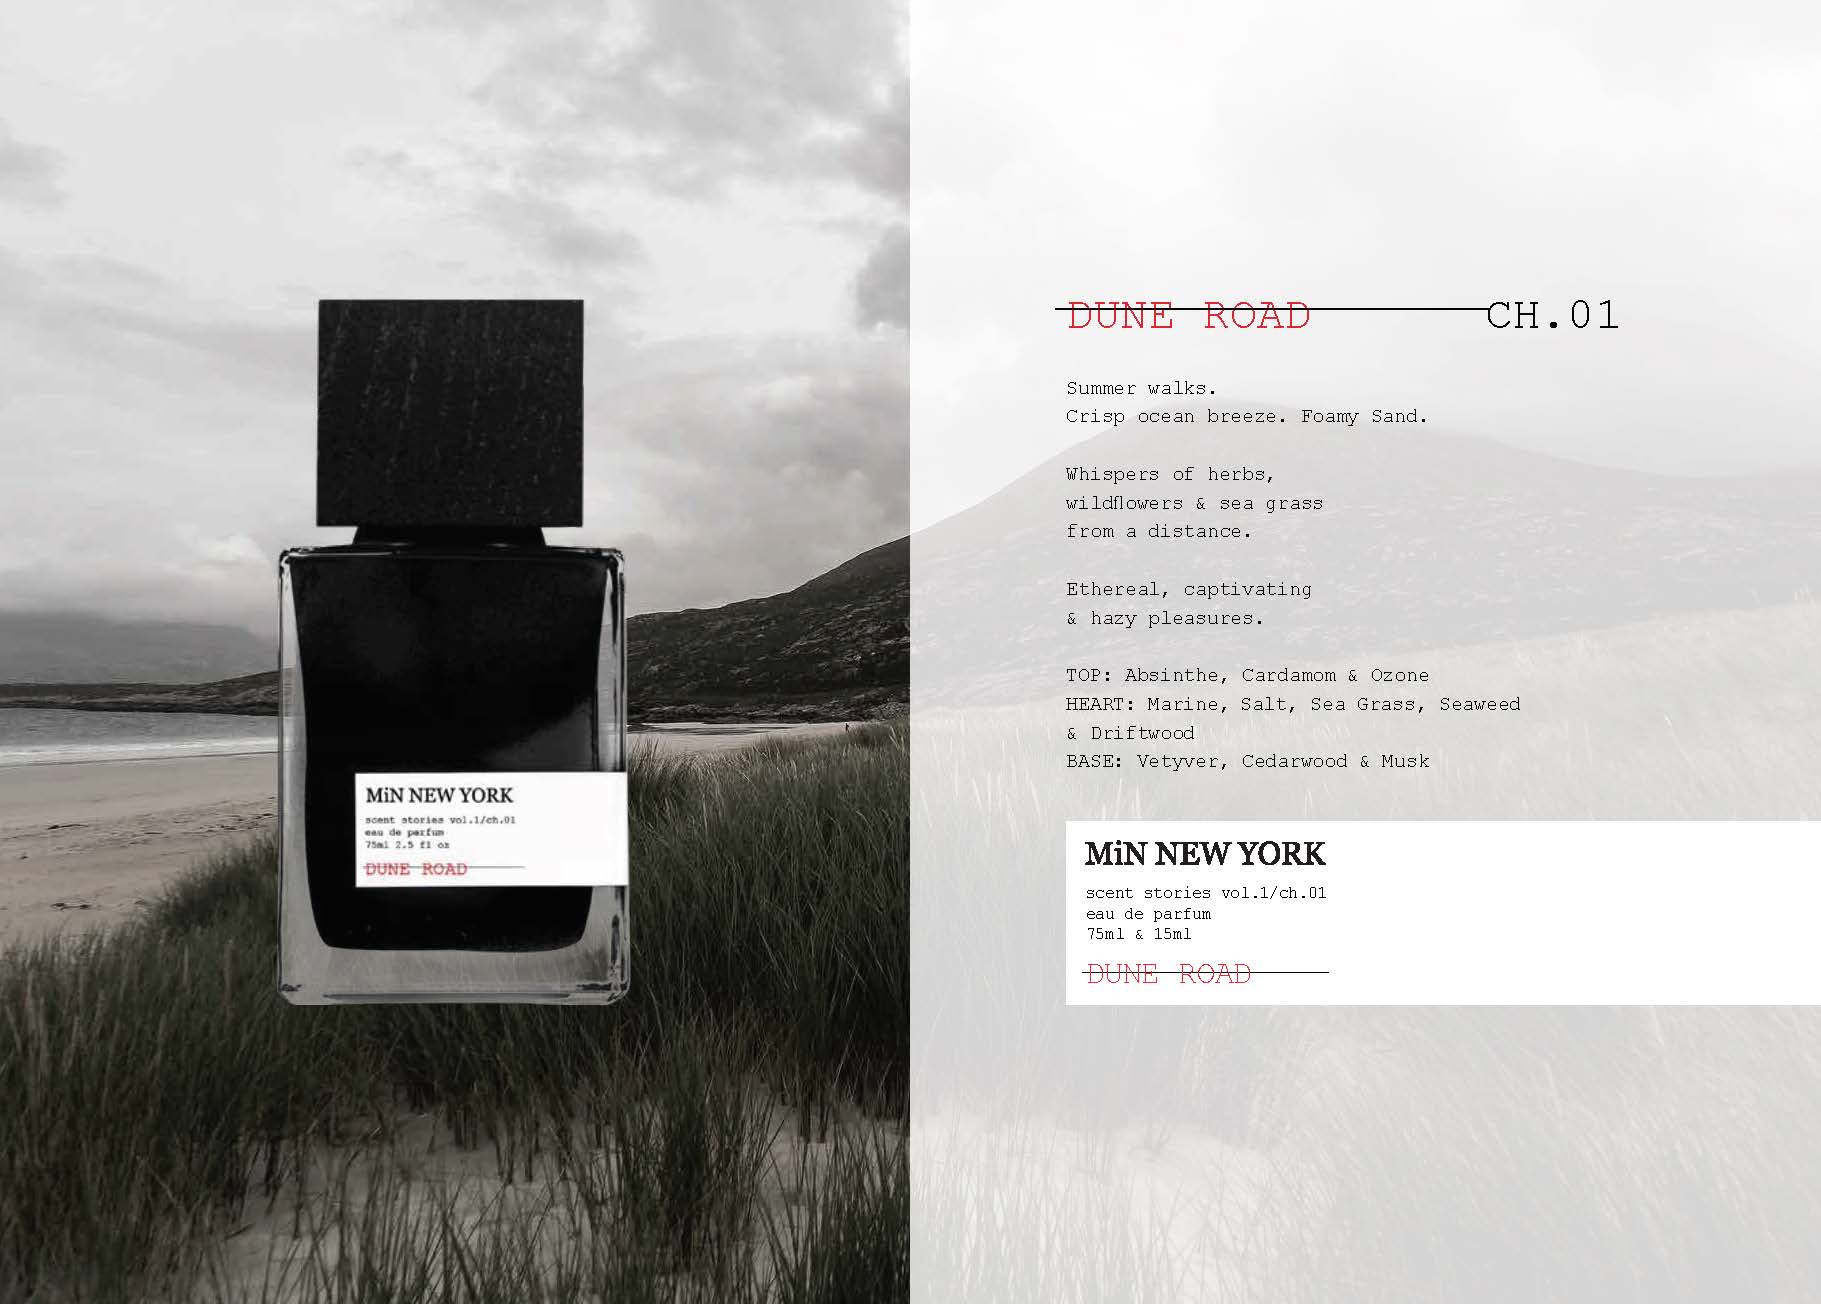 MiN NEW YORK
scent stories vol.1/ch.01
eau de parfum
75ml 2.5 fl oz
DUNE ROAD
DUNE ROAD CH.01
Summer walks.
Crisp ocean breeze. Foamy Sand.
Whispers of herbs,
wildflowers & sea grass
from a distance.
Ethereal, captivating
& hazy pleasures.
TOP: Absinthe, Cardamom & Ozone
HEART: Marine, Salt, Sea Grass, Seaweed
& Driftwood
BASE: Vetyver, Cedarwood & Musk
MiN NEW YORK
scent stories vol.1/ch.01
eau de parfum
75ml & 15ml
DUNE ROAD